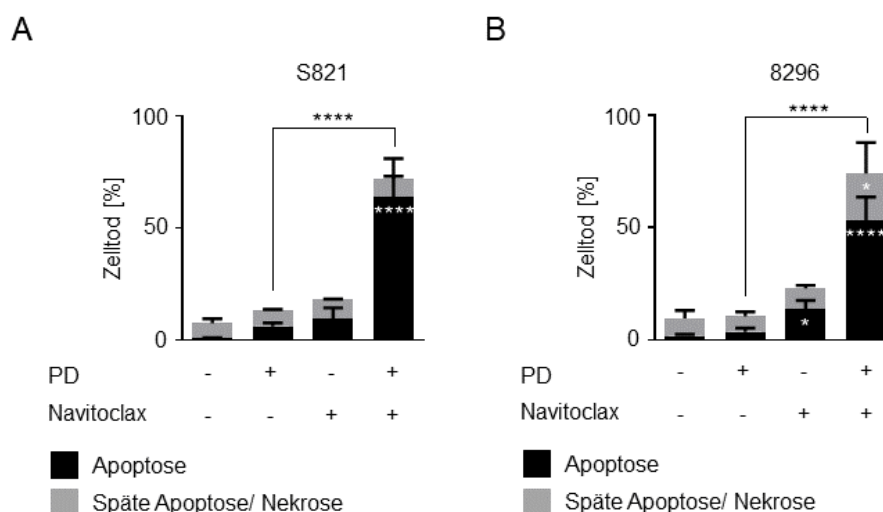 A
S821
100
****
Zelltod [%]
50
****
0
PD - + - +
Navitoclax - - + +
Apoptose
Späte Apoptose/ Nekrose
B
8296
100
****
Zelltod [%]
*
50
****
*
0
PD - + - +
Navitoclax - - + +
Apoptose
Späte Apoptose/ Nekrose